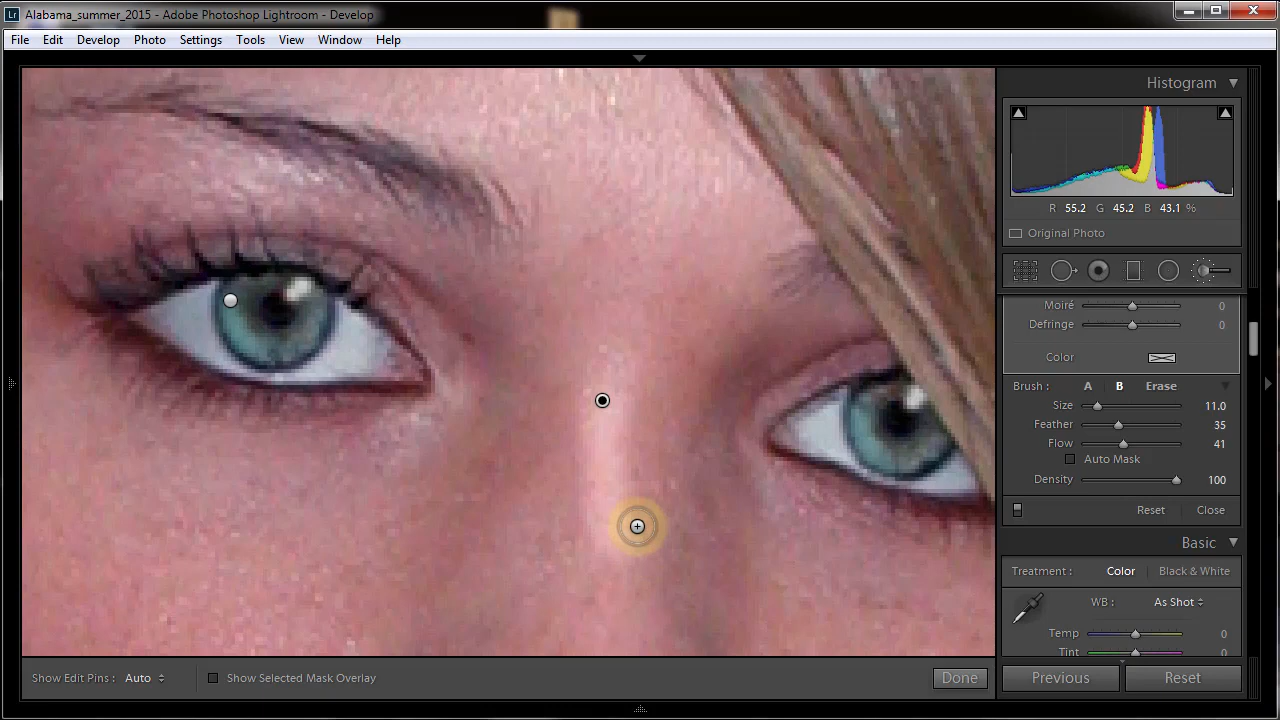 Lr Alabama_summer_2015 - Adobe Photoshop Lightroom - Develop
File Edit Develop Photo Settings Tools View Window Help
Histogram
R 55.2 G 45.2 B 43.1 %
Original Photo
Moiré 0
Defringe 0
Color
Brush : A B Erase
Size 11.0
Feather 35
Flow 41
Auto Mask
Density 100
Reset Close
Basic
Treatment : Color Black & White
WB : As Shot
Temp 0
Tint 0
Show Edit Pins : Auto Show Selected Mask Overlay Done Previous Reset